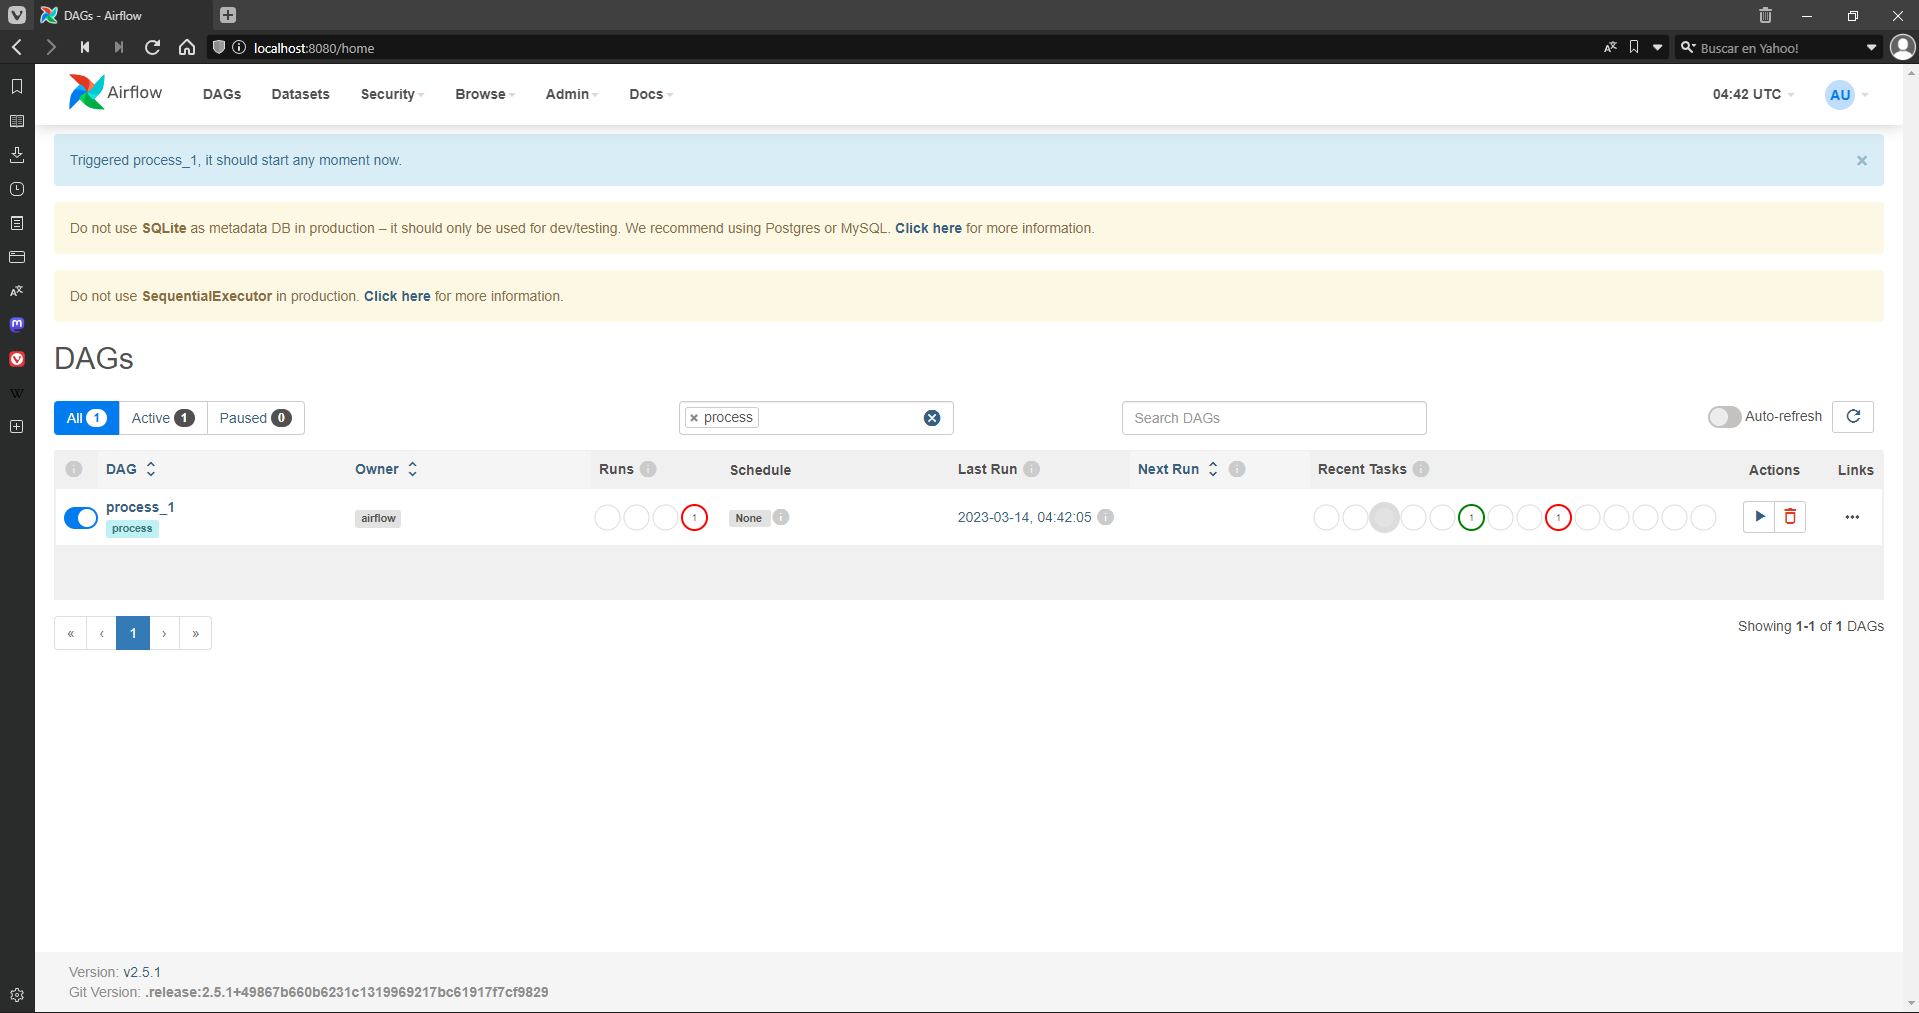 DAGs - Airflow
localhost:8080/home
Buscar en Yahoo!
Airflow DAGs Datasets Security Browse Admin Docs 04:42 UTC AU
Triggered process_1, it should start any moment now. ×
Do not use SQLite as metadata DB in production – it should only be used for dev/testing. We recommend using Postgres or MySQL. Click here for more information.
Do not use SequentialExecutor in production. Click here for more information.
DAGs
All 1 Active 1 Paused 0 × process Search DAGs Auto-refresh
DAG Owner Runs Schedule Last Run Next Run Recent Tasks Actions Links
process_1
process
airflow 1 None 2023-03-14, 04:42:05 1 1
« ‹ 1 › »
Showing 1-1 of 1 DAGs
Version: v2.5.1
Git Version: .release:2.5.1+49867b660b6231c1319969217bc61917f7cf9829